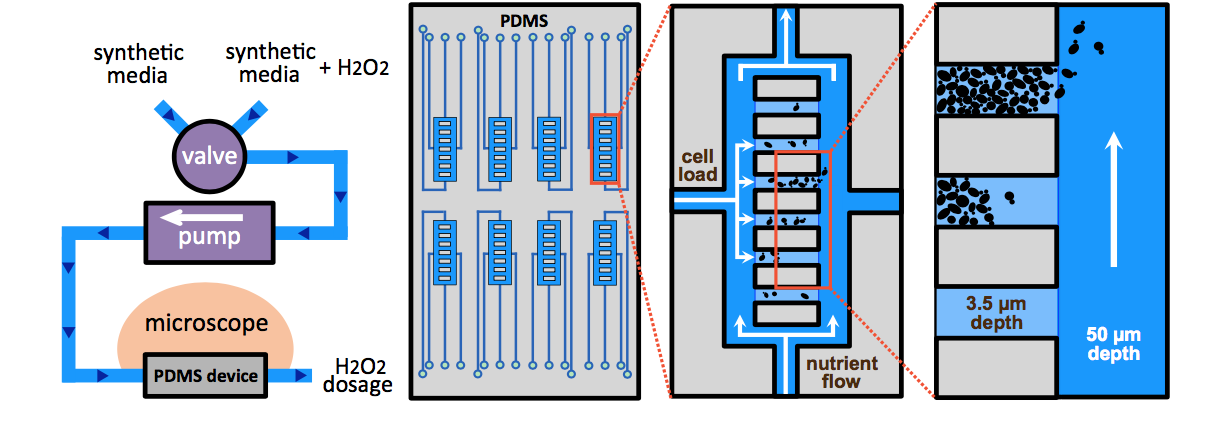 synthetic
media
synthetic
media + H2O2
valve
pump
microscope
PDMS device
H2O2
dosage
PDMS
cell
load
nutrient
flow
3.5 µm
depth
50 µm
depth